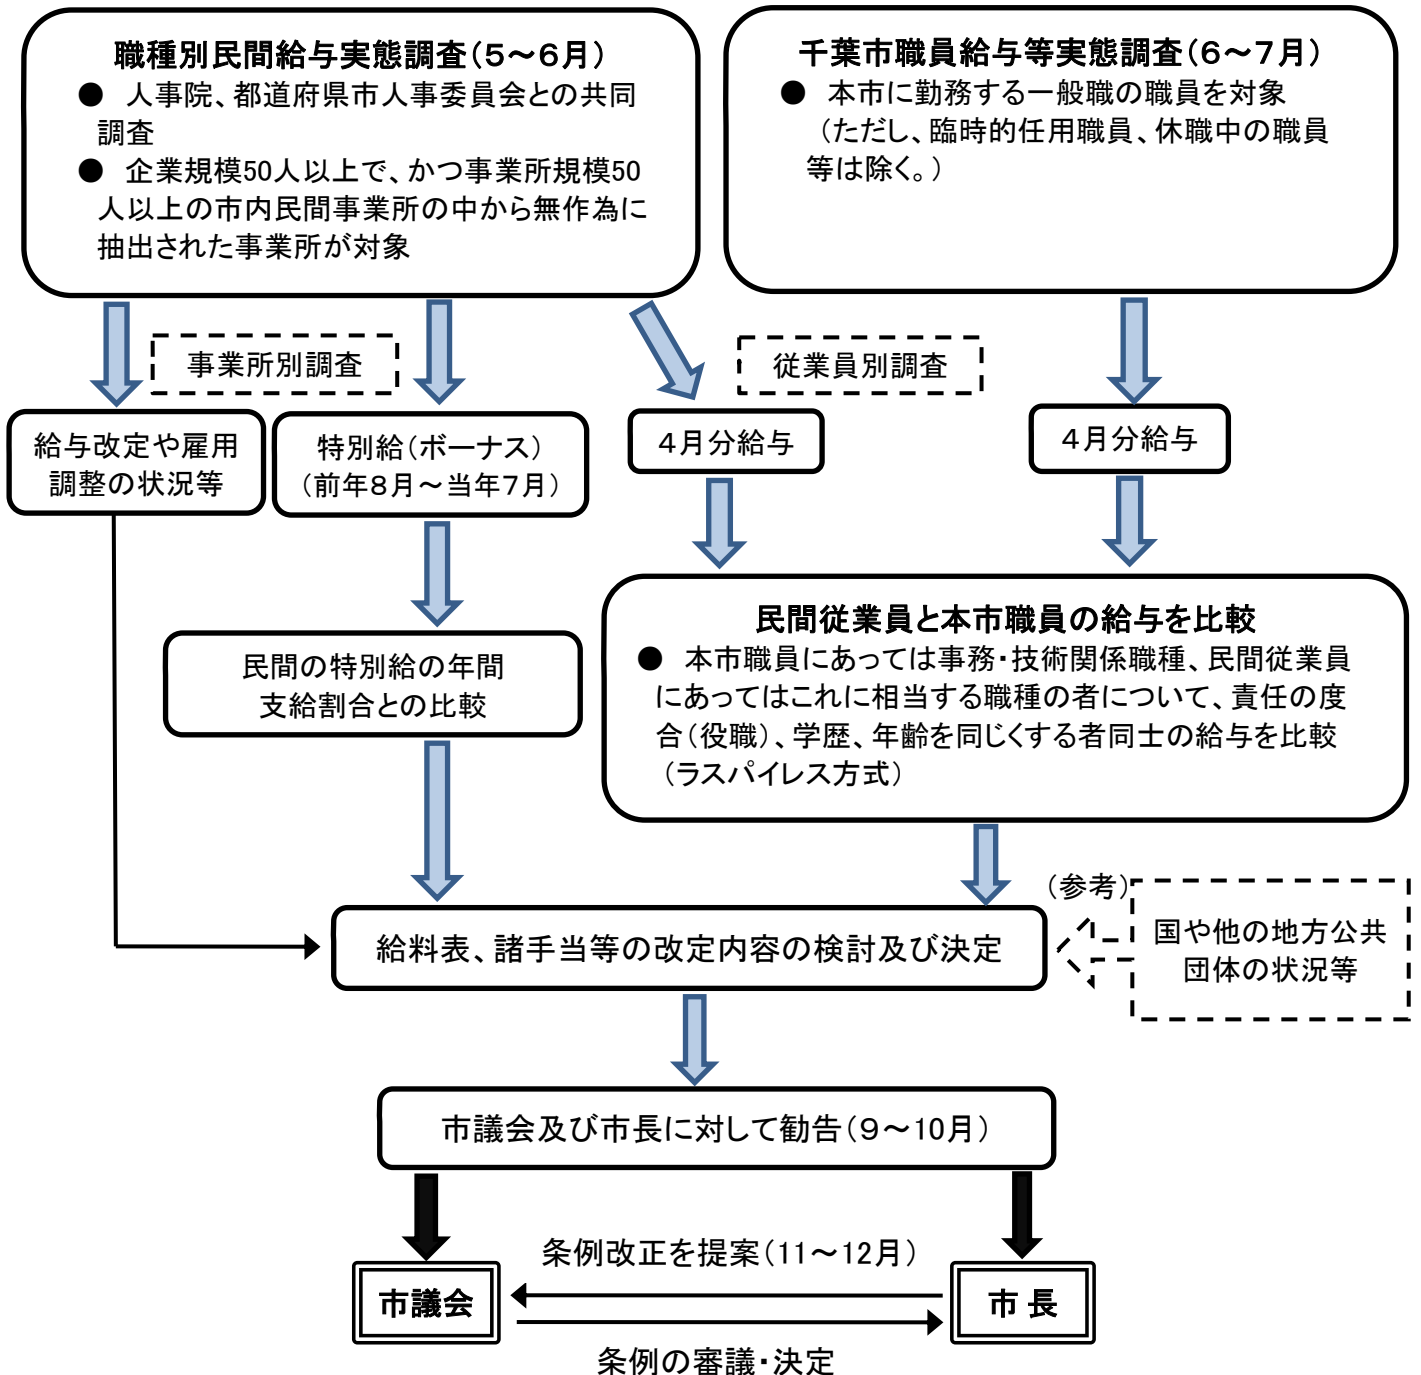 職種別民間給与実態調査（５～６月）
● 人事院、都道府県市人事委員会との共同
調査
● 企業規模50人以上で、かつ事業所規模50
人以上の市内民間事業所の中から無作為に
抽出された事業所が対象
千葉市職員給与等実態調査（６～７月）
● 本市に勤務する一般職の職員を対象
（ただし、臨時的任用職員、休職中の職員
等は除く。）
事業所別調査
従業員別調査
給与改定や雇用
調整の状況等
特別給（ボーナス）
（前年８月～当年７月）
４月分給与
４月分給与
民間の特別給の年間
支給割合との比較
民間従業員と本市職員の給与を比較
● 本市職員にあっては事務・技術関係職種、民間従業員
にあってはこれに相当する職種の者について、責任の度
合（役職）、学歴、年齢を同じくする者同士の給与を比較
（ラスパイレス方式）
（参考）
国や他の地方公共
団体の状況等
給料表、諸手当等の改定内容の検討及び決定
市議会及び市長に対して勧告（９～10月）
条例改正を提案（11～12月）
市議会
市 長
条例の審議・決定